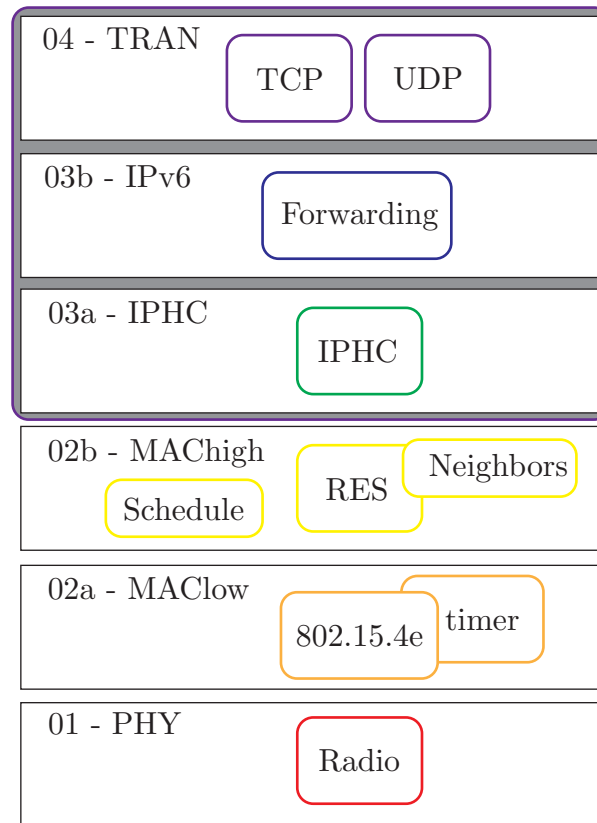 04 - TRAN
TCP
UDP
03b - IPv6
Forwarding
03a - IPHC
IPHC
02b - MAChigh
Schedule
RES
Neighbors
02a - MAClow
802.15.4e
timer
01 - PHY
Radio